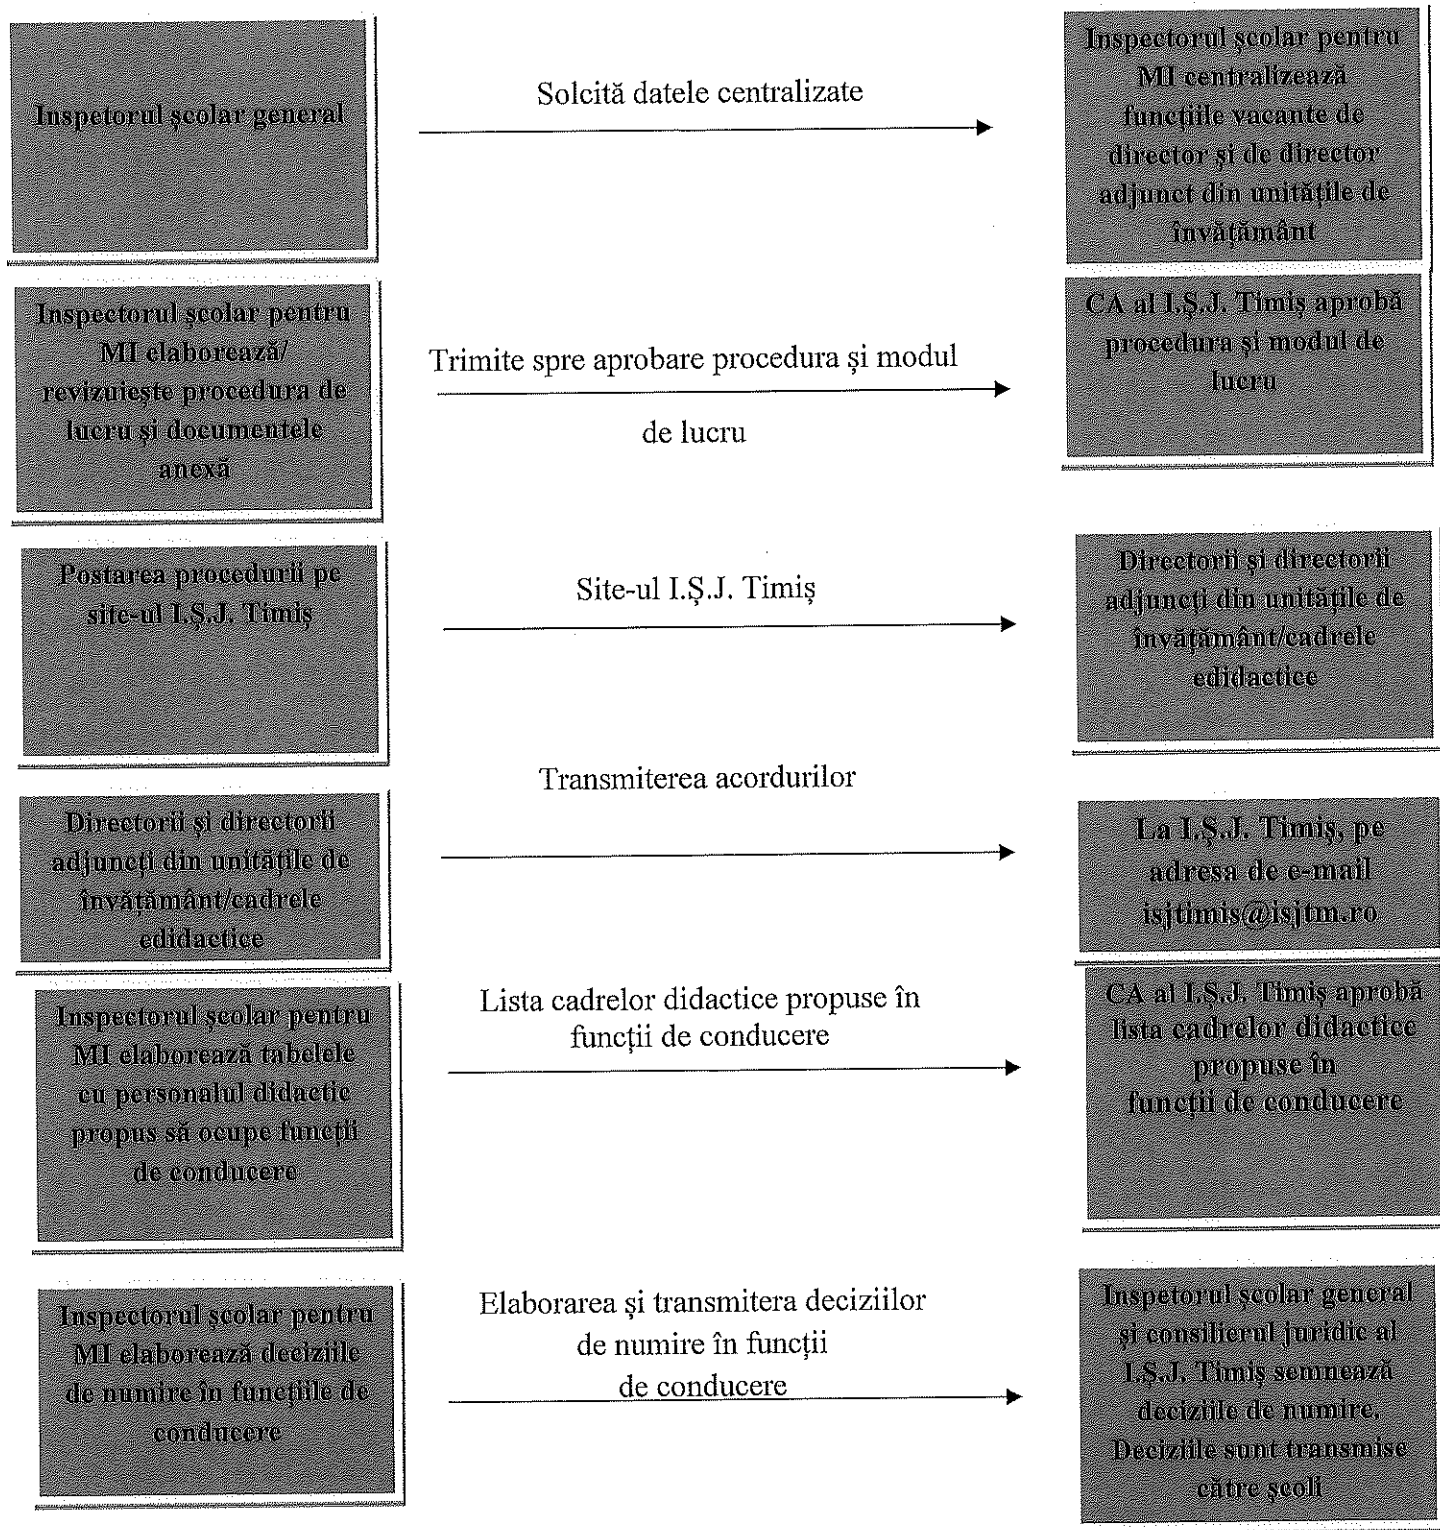 Inspetorul școlar general
Solcită datele centralizate
Inspectorul școlar pentru
MI centralizează
funcțiile vacante de
director și de director
adjunct din unitățile de
învățământ
Inspectorul școlar pentru
MI elaborează/
revizuiește procedura de
lucru și documentele
anexă
Trimite spre aprobare procedura și modul
de lucru
CA al I.Ș.J. Timiș aprobă
procedura și modul de
lucru
Postarea procedurii pe
site-ul I.Ș.J. Timiș
Site-ul I.Ș.J. Timiș
Directorii și directorii
adjuncți din unitățile de
învățământ/cadrele
edidactice
Directorii și directorii
adjuncți din unitățile de
învățământ/cadrele
edidactice
Transmiterea acordurilor
La I.Ș.J. Timiș, pe
adresa de e-mail
isjtimis@isjtm.ro
Inspectorul școlar pentru
MI elaborează tabelele
cu personalul didactic
propus să ocupe funcții
de conducere
Lista cadrelor didactice propuse în
funcții de conducere
CA al I.Ș.J. Timiș aprobă
lista cadrelor didactice
propuse în
funcții de conducere
Inspectorul școlar pentru
MI elaborează deciziile
de numire în funcțiile de
conducere
Elaborarea și transmitera deciziilor
de numire în funcții
de conducere
Inspetorul școlar general
și consilierul juridic al
I.Ș.J. Timiș semnează
deciziile de numire.
Deciziile sunt transmise
către școli